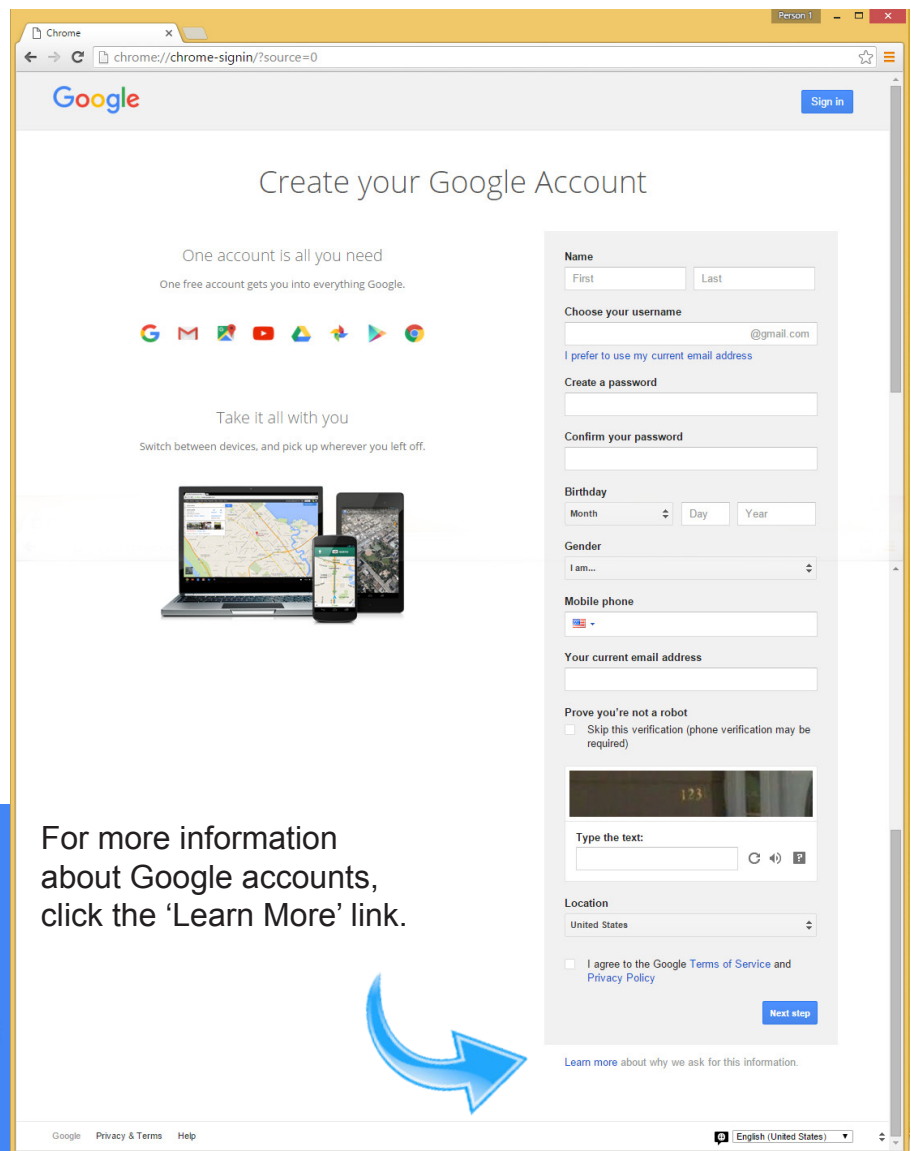 Person 1
Chrome
chrome://chrome-signin/?source=0
Google
Sign in
Create your Google Account
One account is all you need
One free account gets you into everything Google.
Take it all with you
Switch between devices, and pick up wherever you left off.
Name
First Last
Choose your username
@gmail.com
I prefer to use my current email address
Create a password
Confirm your password
Birthday
Month Day Year
Gender
I am...
Mobile phone
Your current email address
Prove you're not a robot
Skip this verification (phone verification may be
required)
123
Type the text:
Location
United States
I agree to the Google Terms of Service and
Privacy Policy
Next step
Learn more about why we ask for this information.
For more information
about Google accounts,
click the ‘Learn More’ link.
Google Privacy & Terms Help
English (United States)